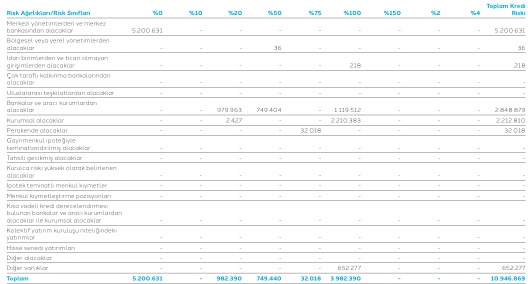 Risk Ağırlıkları/Risk Sınıfları %0 %10 %20 %50 %75 %100 %150 %2 %4 Toplam Kredi Riski
Merkezi yönetimlerden ve merkez
bankasından alacaklar 5.200.631 - - - - - - - - 5.200.631
Bölgesel veya yerel yönetimlerden
alacaklar - - - 36 - - - - - 36
İdari birimlerden ve ticari olmayan
girişimlerden alacaklar - - - - - 218 - - - 218
Çok taraflı kalkınma bankalarından
alacaklar - - - - - - - - - -
Uluslararası teşkilatlardan alacaklar - - - - - - - - - -
Bankalar ve aracı kurumlardan
alacaklar - - 979.963 749.404 - 1.119.512 - - - 2.848.879
Kurumsal alacaklar - - 2.427 - - 2.210.383 - - - 2.212.810
Perakende alacaklar - - - - 32.018 - - - - 32.018
Gayrimenkul ipoteğiyle
teminatlandırılmış alacaklar - - - - - - - - - -
Tahsili gecikmiş alacaklar - - - - - - - - - -
Kurulca riski yüksek olarak belirlenen
alacaklar - - - - - - - - - -
İpotek teminatlı menkul kıymetler - - - - - - - - - -
Menkul kıymetleştirme pozisyonları - - - - - - - - - -
Kısa vadeli kredi derecelendirmesi
bulunan bankalar ve aracı kurumlardan
alacaklar ile kurumsal alacaklar - - - - - - - - - -
Kolektif yatırım kuruluşu niteliğindeki
yatırımlar - - - - - - - - - -
Hisse senedi yatırımları - - - - - - - - - -
Diğer alacaklar - - - - - - - - - -
Diğer varlıklar - - - - - 652.277 - - - 652.277
Toplam 5.200.631 - 982.390 749.440 32.018 3.982.390 - - - 10.946.869